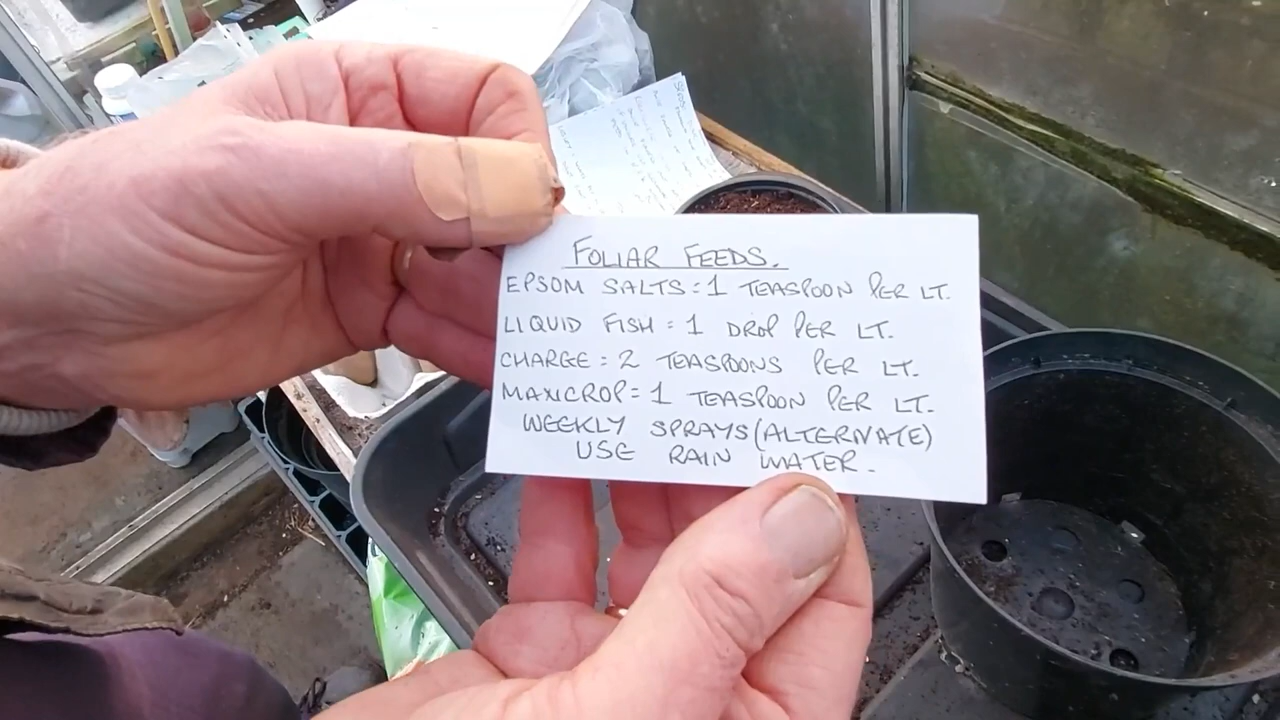 FOLIAR FEEDS.
EPSOM SALTS = 1 TEASPOON PER LT.
LIQUID FISH = 1 DROP PER LT.
CHARGE = 2 TEASPOONS PER LT.
MAXICROP = 1 TEASPOON PER LT.
WEEKLY SPRAYS (ALTERNATE)
USE RAIN WATER.